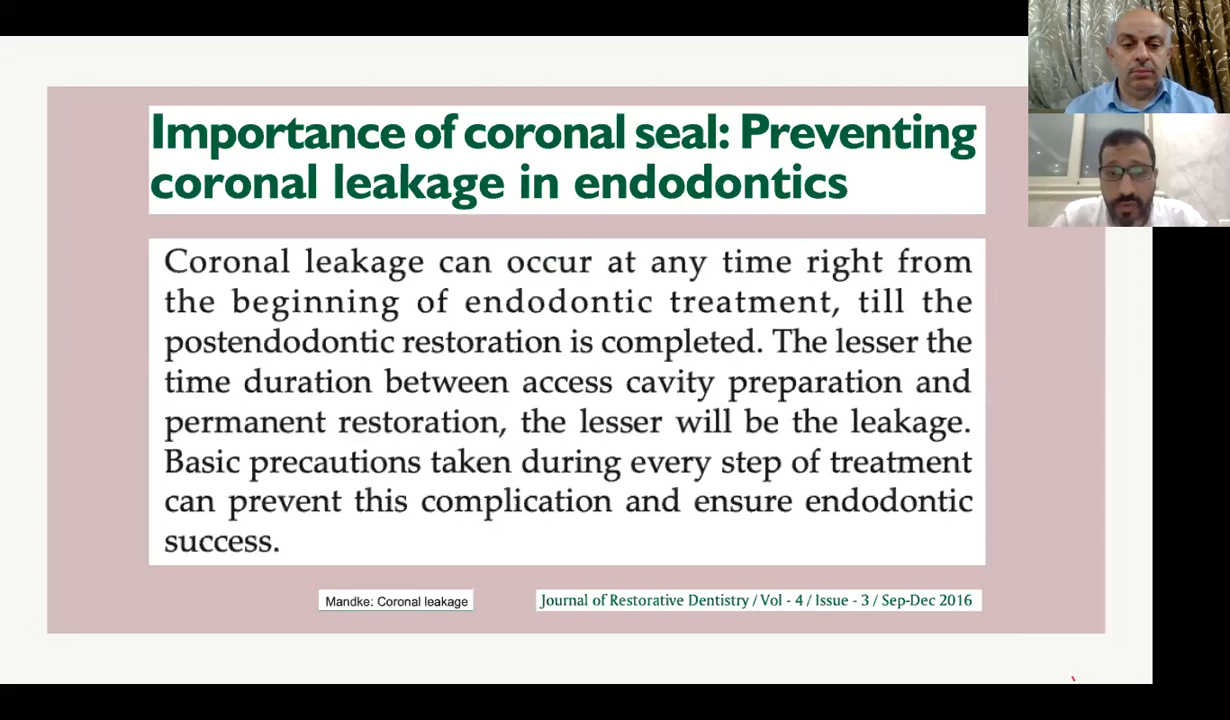 Importance of coronal seal: Preventing
coronal leakage in endodontics
Coronal leakage can occur at any time right from
the beginning of endodontic treatment, till the
postendodontic restoration is completed. The lesser the
time duration between access cavity preparation and
permanent restoration, the lesser will be the leakage.
Basic precautions taken during every step of treatment
can prevent this complication and ensure endodontic
success.
Mandke: Coronal leakage
Journal of Restorative Dentistry / Vol - 4 / Issue - 3 / Sep-Dec 2016